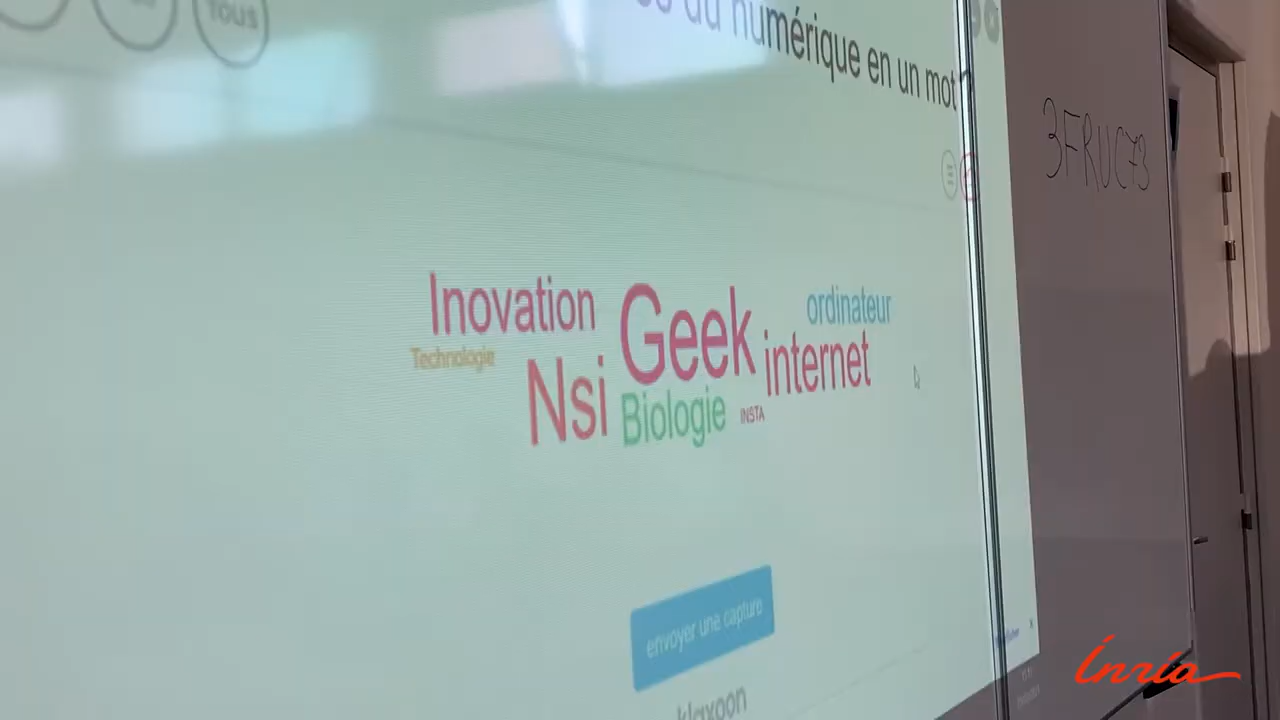 TOUS
du numérique en un mot ?
3FRUC73
Inovation
Geek
ordinateur
Technologie
Nsi
internet
Biologie
INSTA
envoyer une capture
klaxoon
inria